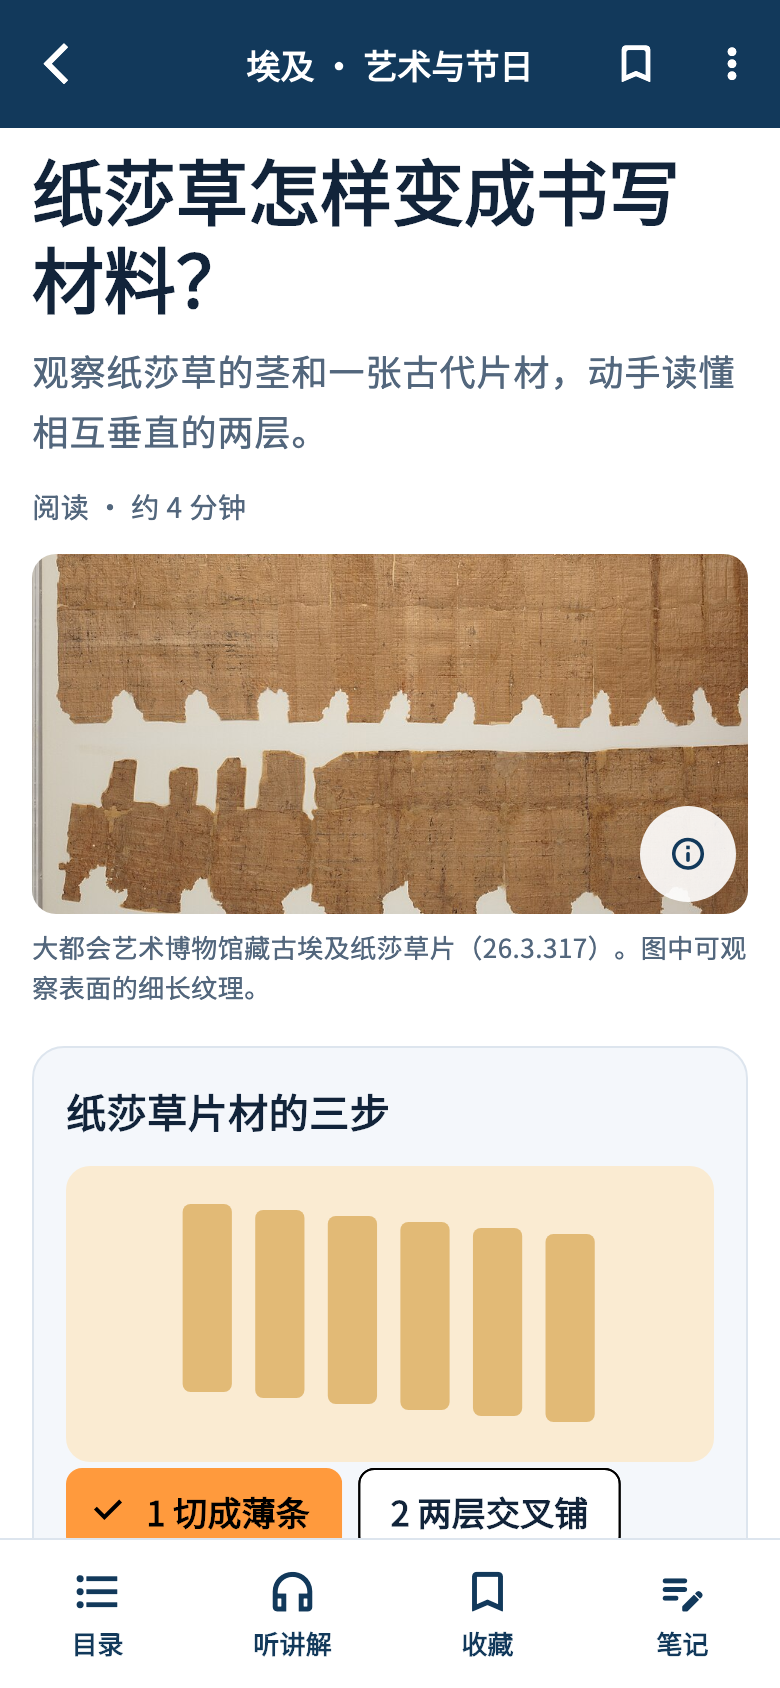 埃及 · 艺术与节日
纸莎草怎样变成书写
材料？
观察纸莎草的茎和一张古代片材，动手读懂
相互垂直的两层。
阅读 · 约 4 分钟
大都会艺术博物馆藏古埃及纸莎草片（26.3.317）。图中可观
察表面的细长纹理。
纸莎草片材的三步
1 切成薄条
2 两层交叉铺
目录
听讲解
收藏
笔记